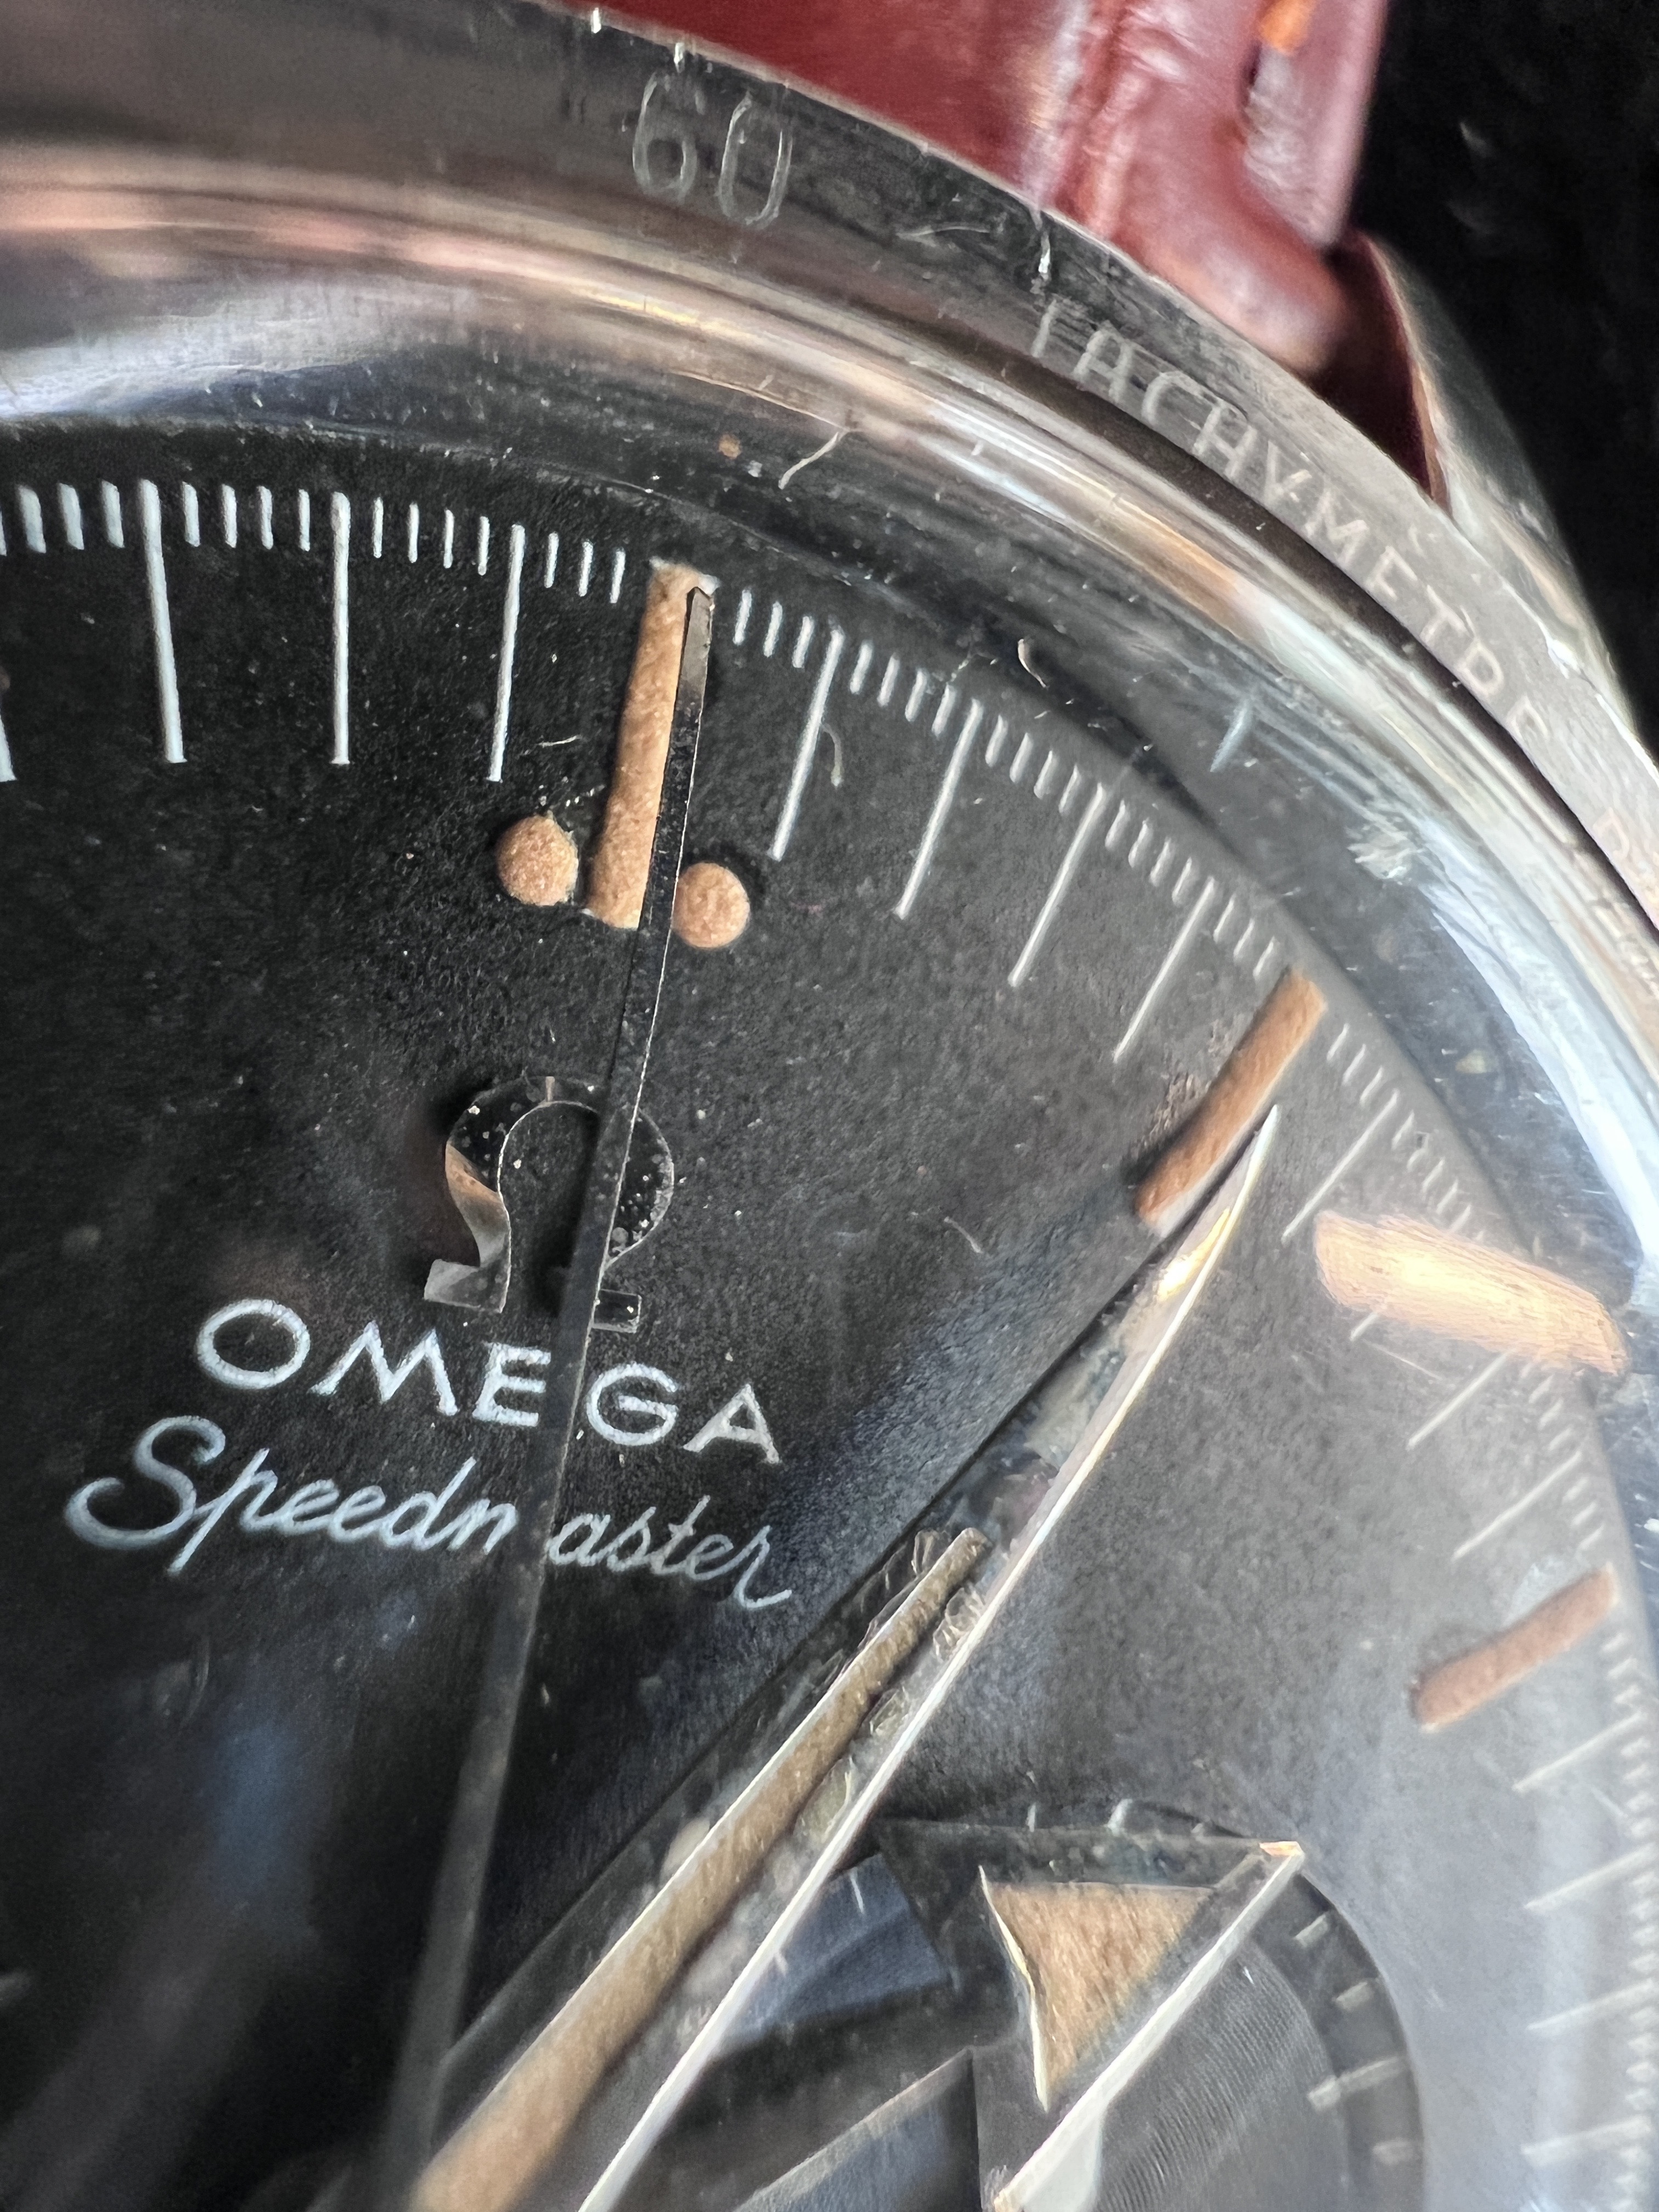 60
TACHYMETRE
OMEGA
Speedmaster